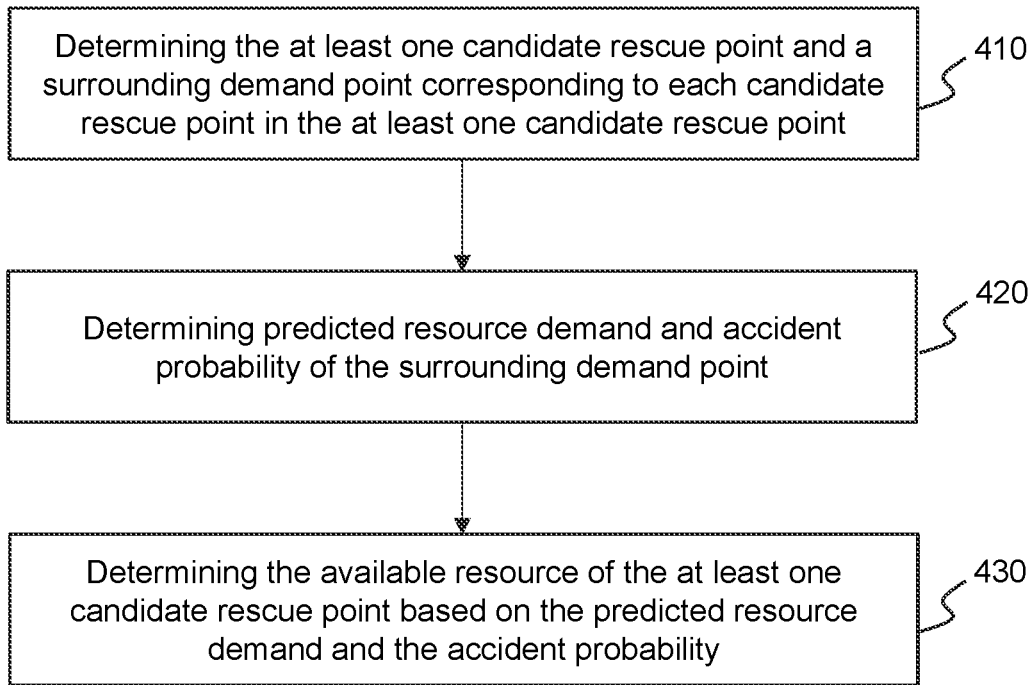 Determining the at least one candidate rescue point and a
surrounding demand point corresponding to each candidate
rescue point in the at least one candidate rescue point
410
Determining predicted resource demand and accident
probability of the surrounding demand point
420
Determining the available resource of the at least one
candidate rescue point based on the predicted resource
demand and the accident probability
430